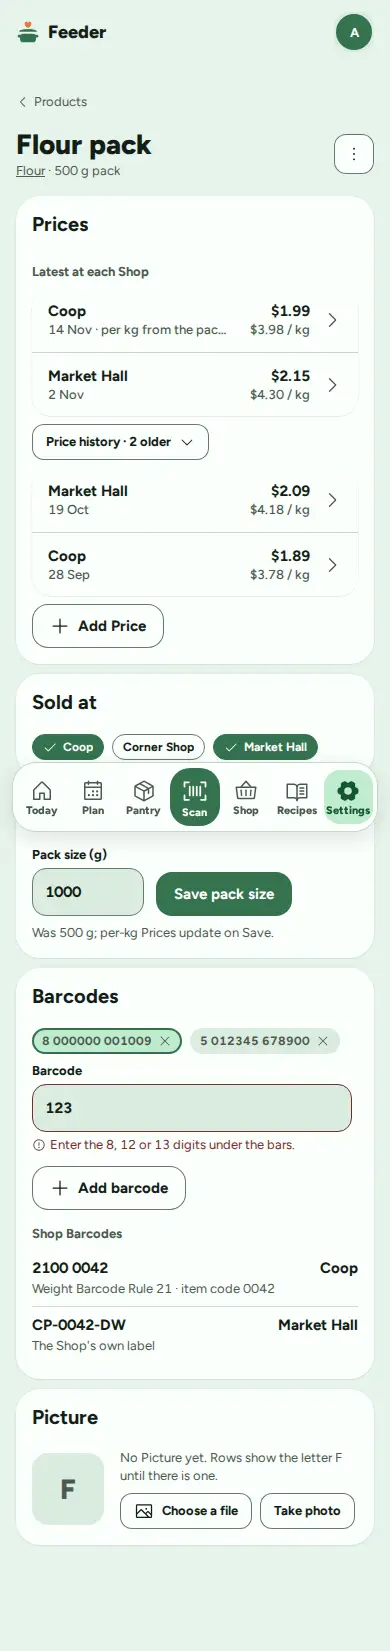 Feeder
A
Products
Flour pack
Flour · 500 g pack
Prices
Latest at each Shop
Coop $1.99
14 Nov · per kg from the pac... $3.98 / kg
Market Hall $2.15
2 Nov $4.30 / kg
Price history · 2 older
Market Hall $2.09
19 Oct $4.18 / kg
Coop $1.89
28 Sep $3.78 / kg
Add Price
Sold at
Coop Corner Shop Market Hall
Today Plan Pantry Scan Shop Recipes Settings
Pack size (g)
1000 Save pack size
Was 500 g; per-kg Prices update on Save.
Barcodes
8 000000 001009 5 012345 678900
Barcode
123
Enter the 8, 12 or 13 digits under the bars.
Add barcode
Shop Barcodes
2100 0042 Coop
Weight Barcode Rule 21 · item code 0042
CP-0042-DW Market Hall
The Shop's own label
Picture
F
No Picture yet. Rows show the letter F
until there is one.
Choose a file Take photo